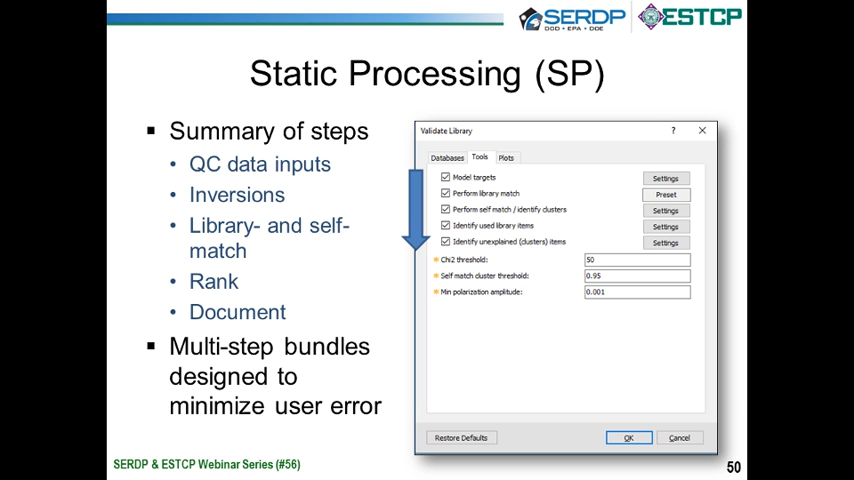 SERDP
DOD • EPA • DOE
ESTCP
Static Processing (SP)
▪ Summary of steps
• QC data inputs
• Inversions
• Library- and self-
match
• Rank
• Document
▪ Multi-step bundles
designed to
minimize user error
Validate Library ? ✕
Databases Tools Plots
Model targets Settings
Perform library match Preset
Perform self match / identify clusters Settings
Identify used library items Settings
Identify unexplained (clusters) items Settings
Chi2 threshold: 50
Self match cluster threshold: 0.95
Min polarization amplitude: 0.001
Restore Defaults OK Cancel
SERDP & ESTCP Webinar Series (#56)
50